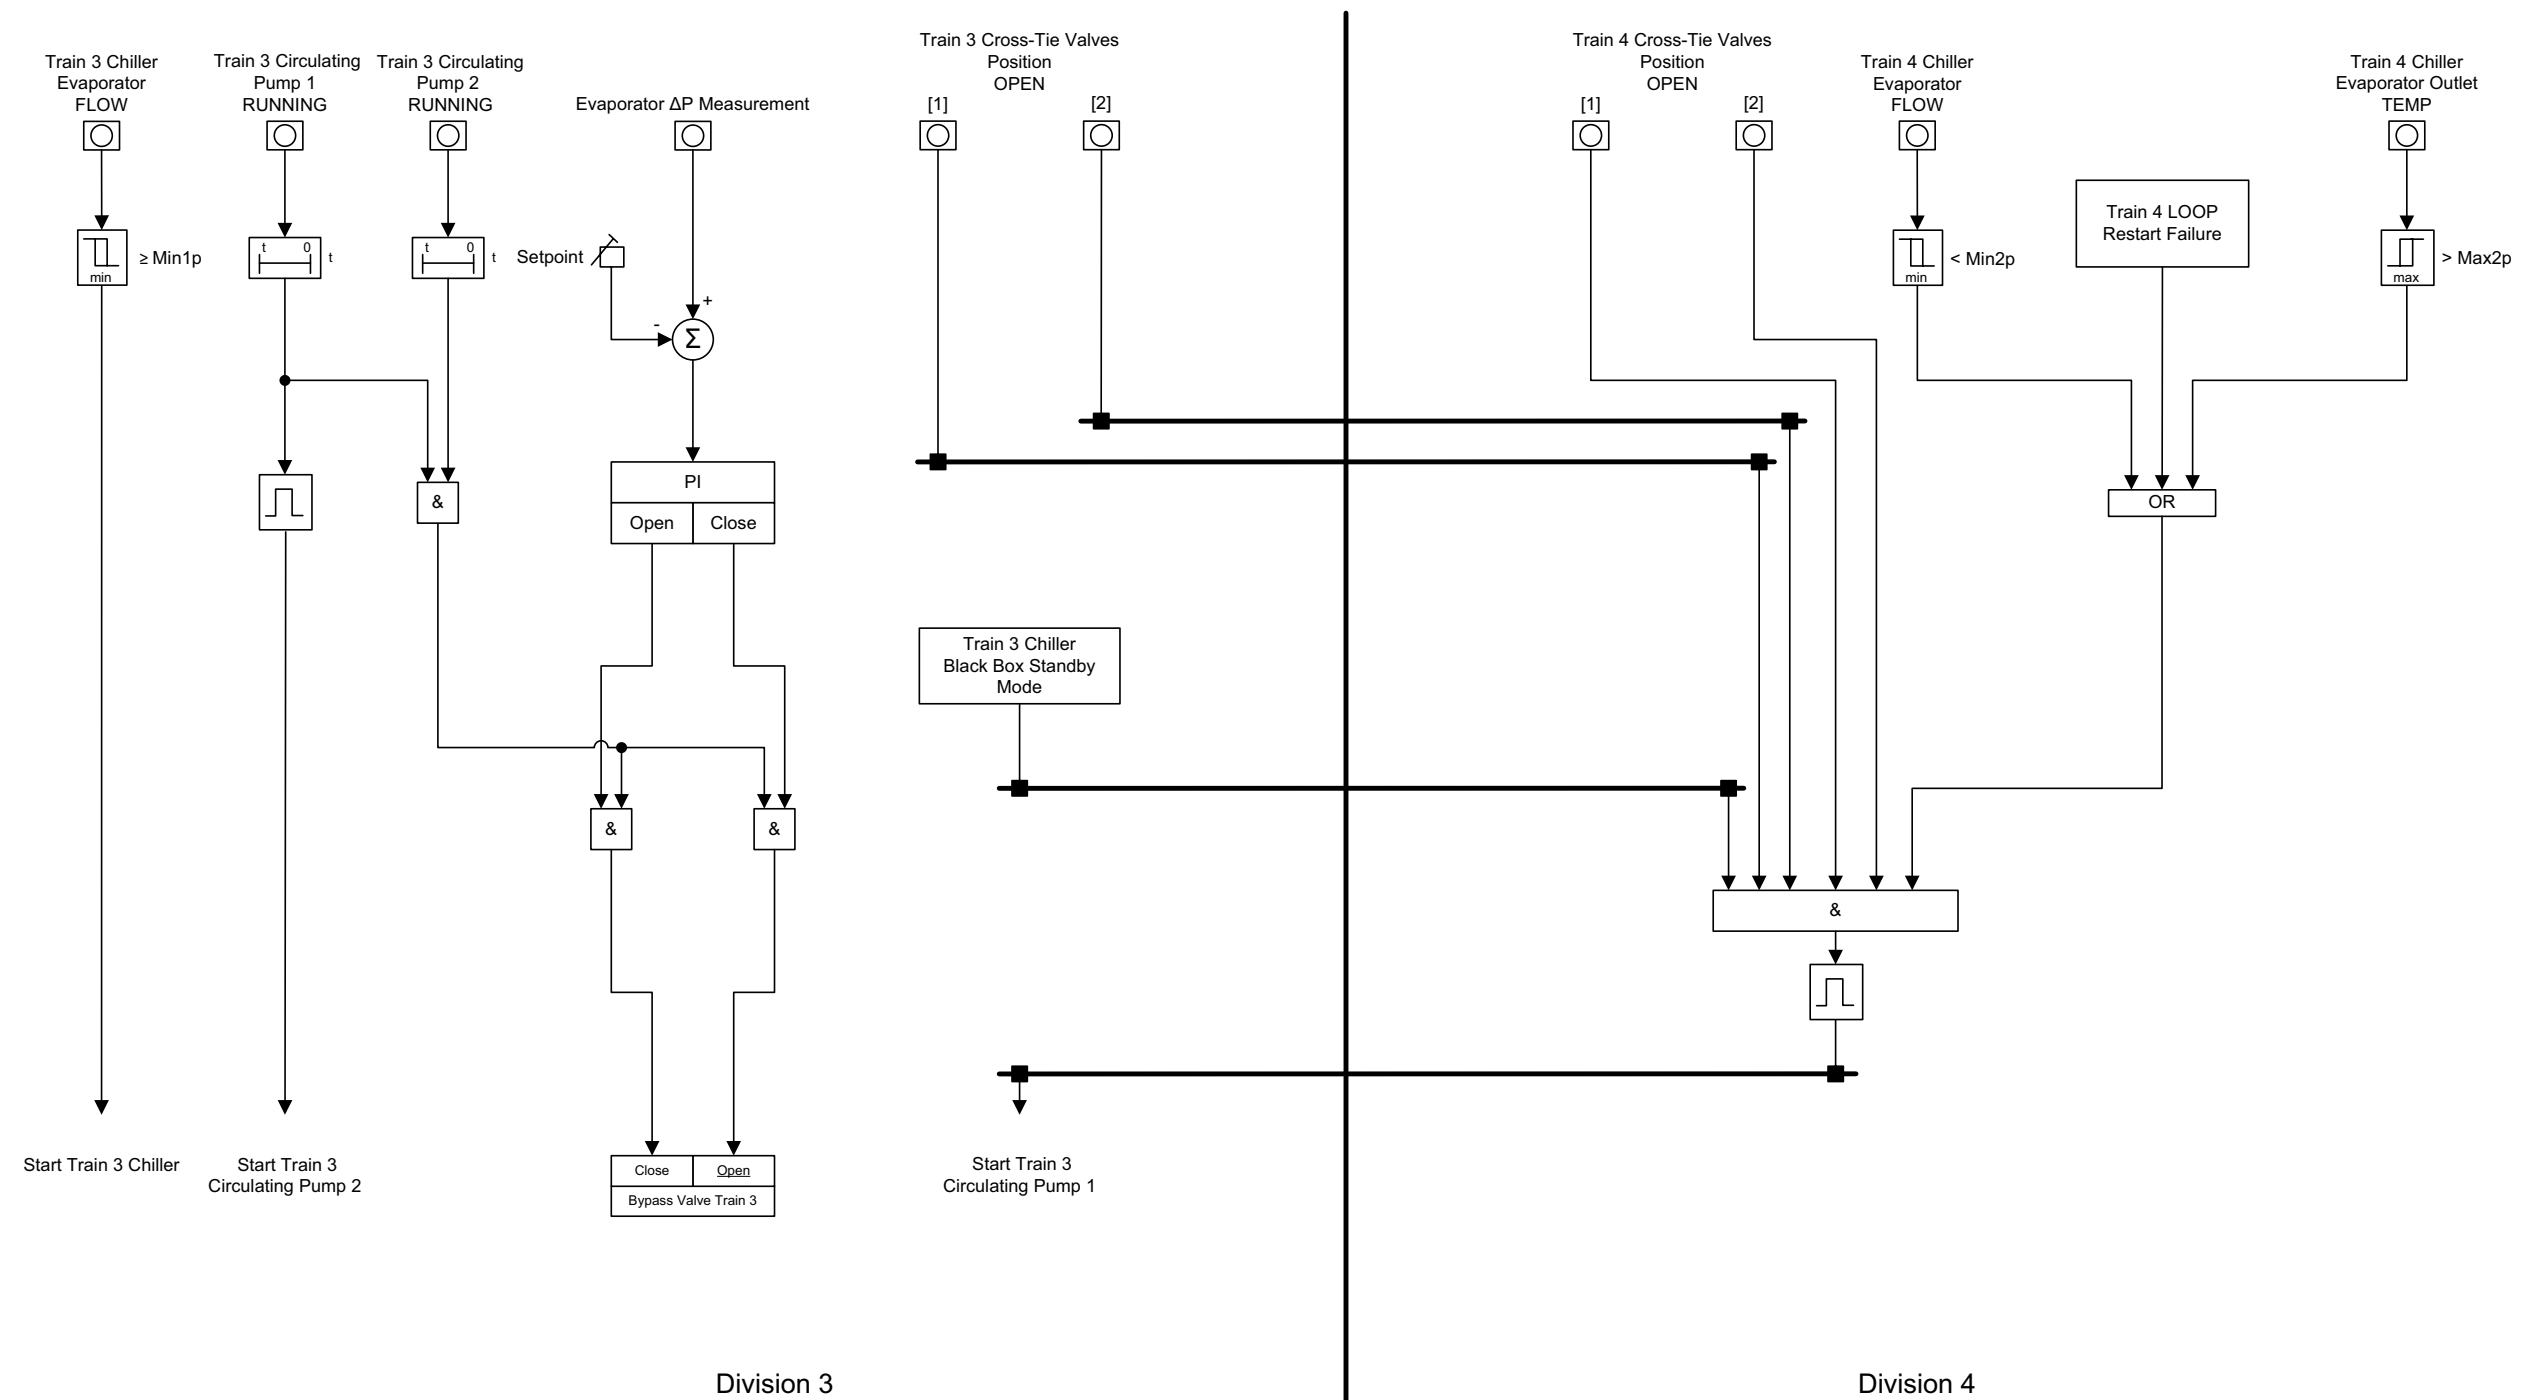 Train 3 Chiller
Evaporator
FLOW
Train 3 Circulating
Pump 1
RUNNING
Train 3 Circulating
Pump 2
RUNNING
Evaporator ΔP Measurement
Train 3 Cross-Tie Valves
Position
OPEN
[1]
[2]
Train 4 Cross-Tie Valves
Position
OPEN
[1]
[2]
Train 4 Chiller
Evaporator
FLOW
Train 4 Chiller
Evaporator Outlet
TEMP
min
≥ Min1p
t 0
t
t 0
t
Setpoint
+
-
Σ
min
< Min2p
Train 4 LOOP
Restart Failure
max
> Max2p
&
PI
Open Close
OR
Train 3 Chiller
Black Box Standby
Mode
&
&
&
Start Train 3 Chiller
Start Train 3
Circulating Pump 2
Close Open
Bypass Valve Train 3
Start Train 3
Circulating Pump 1
Division 3
Division 4